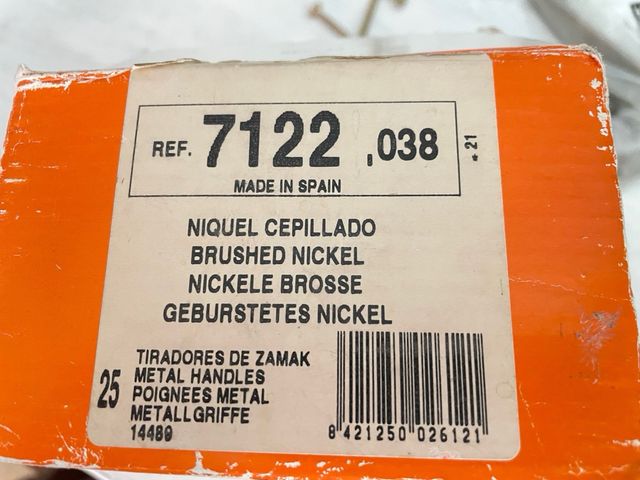 REF. 7122 .038
* 21
MADE IN SPAIN
NIQUEL CEPILLADO
BRUSHED NICKEL
NICKELE BROSSE
GEBURSTETES NICKEL
25
TIRADORES DE ZAMAK
METAL HANDLES
POIGNEES METAL
METALLGRIFFE
14480
8 421250 026121